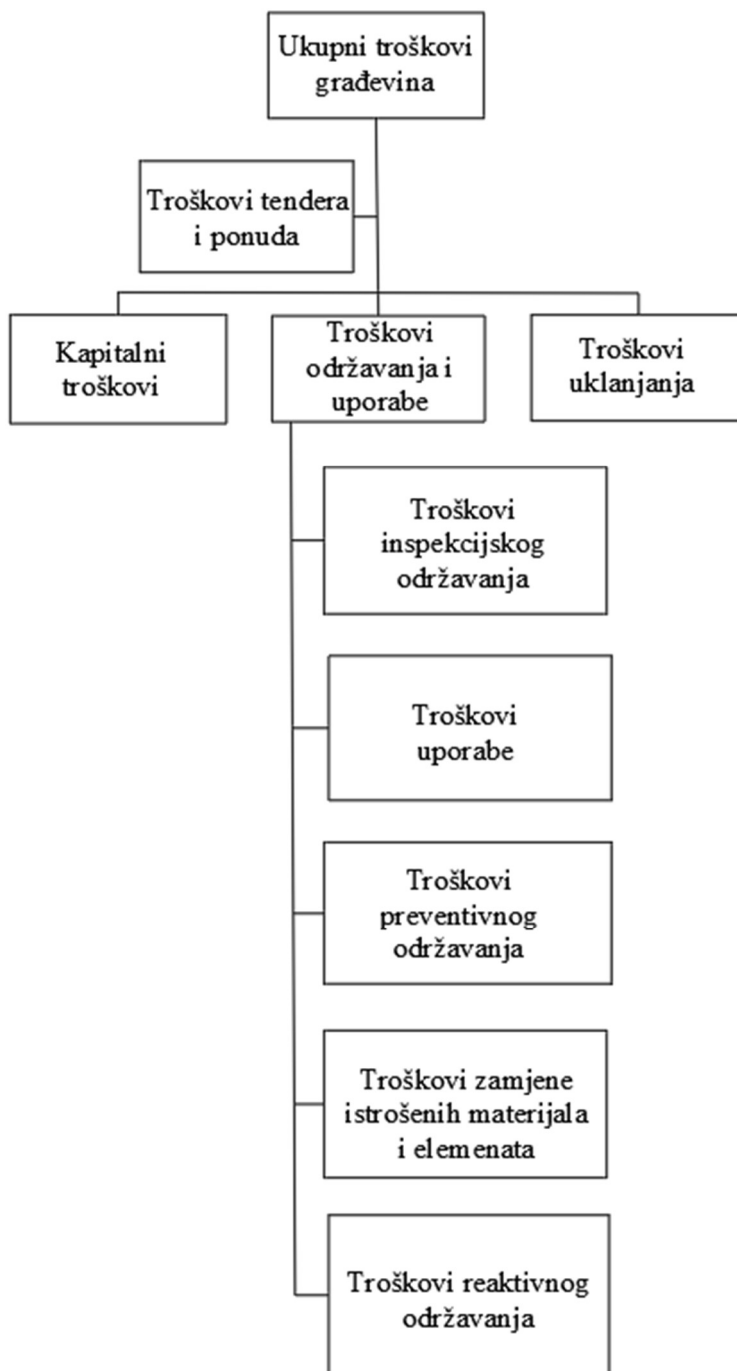 Ukupni troškovi
građevina
Troškovi tendera
i ponuda
Kapitalni
troškovi
Troškovi
održavanja i
uporabe
Troškovi
uklanjanja
Troškovi
inspekcijskog
održavanja
Troškovi
uporabe
Troškovi
preventivnog
održavanja
Troškovi zamjene
istrošenih materijala
i elemenata
Troškovi reaktivnog
održavanja